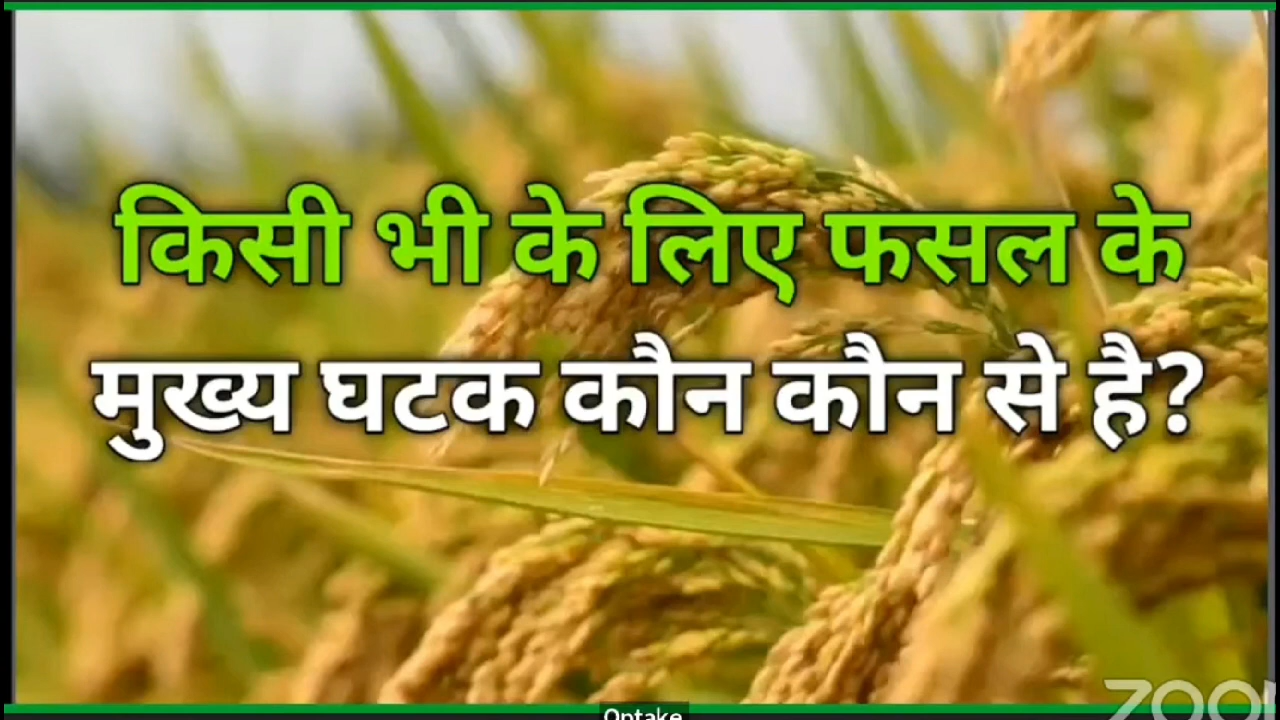 किसी भी के लिए फसल के
मुख्य घटक कौन कौन से है?
Optake